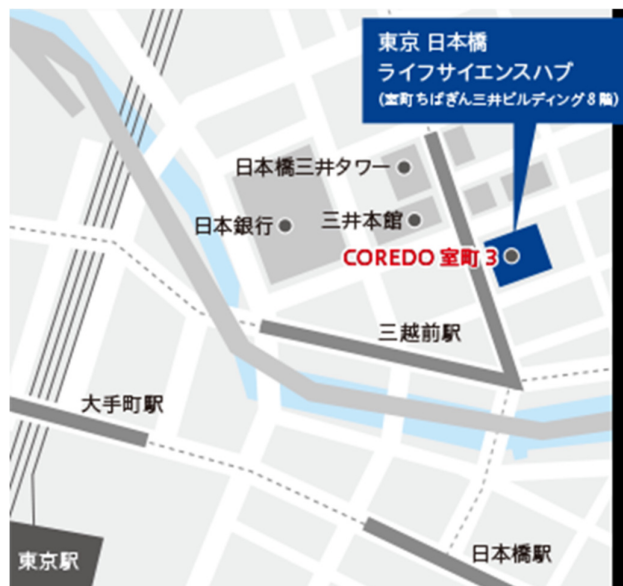 東京 日本橋
ライフサイエンスハブ
(室町ちばぎん三井ビルディング8階)
日本橋三井タワー
日本銀行
三井本館
COREDO 室町 3
三越前駅
大手町駅
日本橋駅
東京駅